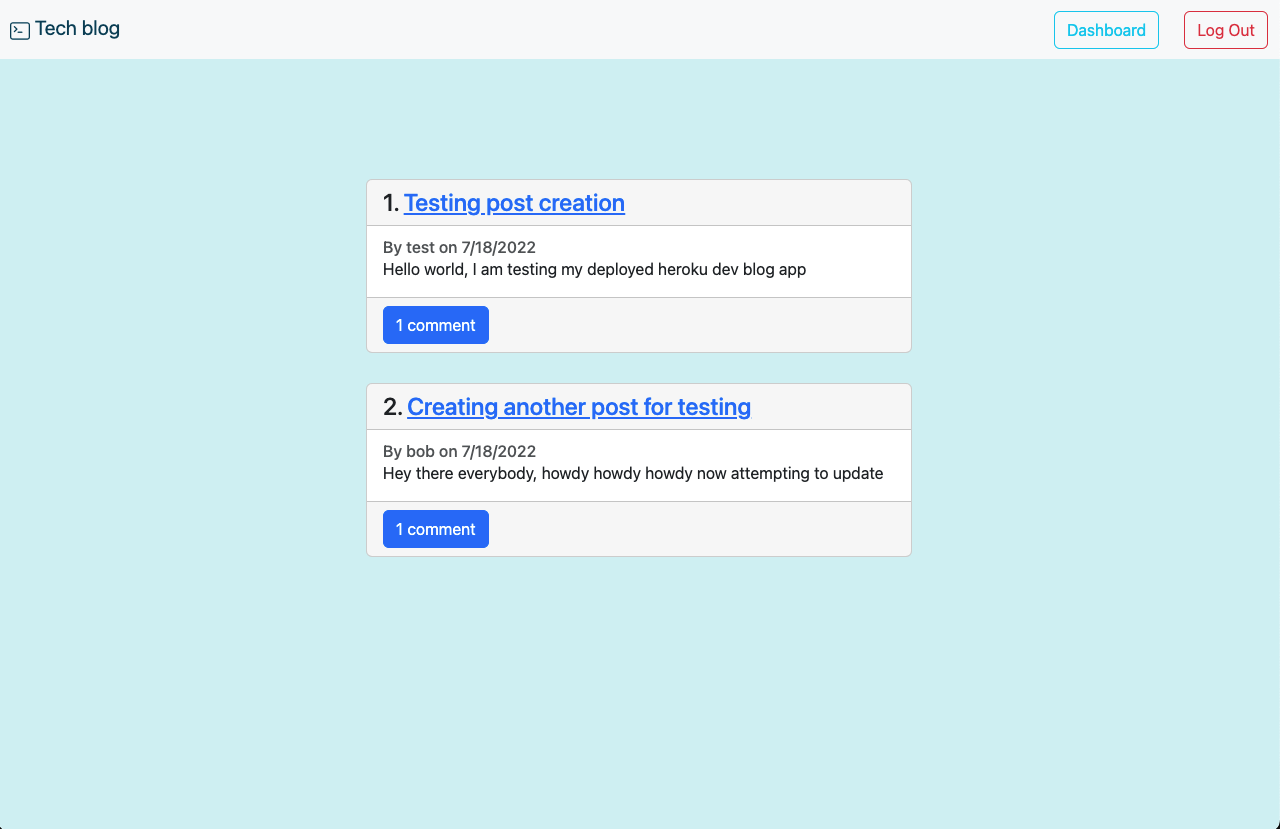 Tech blog
Dashboard
Log Out
1. Testing post creation
By test on 7/18/2022
Hello world, I am testing my deployed heroku dev blog app
1 comment
2. Creating another post for testing
By bob on 7/18/2022
Hey there everybody, howdy howdy howdy now attempting to update
1 comment